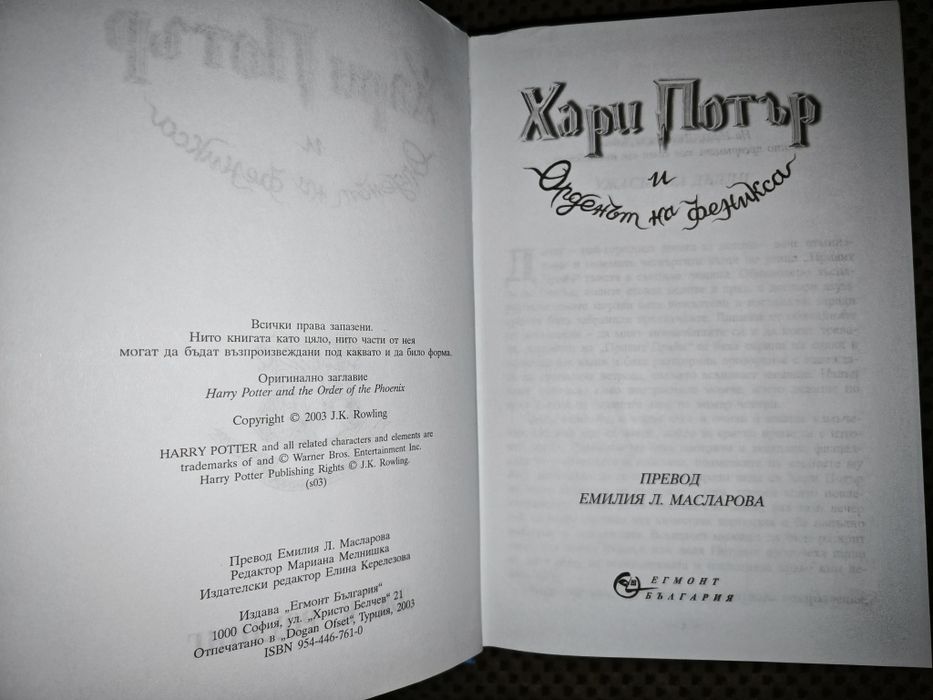 Всички права запазени.
Нито книгата като цяло, нито части от нея
могат да бъдат възпроизвеждани под каквато и да било форма.
Оригинално заглавие
Harry Potter and the Order of the Phoenix
Copyright © 2003 J.K. Rowling
HARRY POTTER and all related characters and elements are
trademarks of and © Warner Bros. Entertainment Inc.
Harry Potter Publishing Rights © J.K. Rowling.
(s03)
Превод Емилия Л. Масларова
Редактор Мариана Мелнишка
Издателски редактор Елина Керелезова
Издава „Егмонт България“
1000 София, ул. „Христо Белчев“ 21
Отпечатано в „Dogan Ofset“, Турция, 2003
ISBN 954-446-761-0
Хари Потър
и
Орденът на феникса
ПРЕВОД
ЕМИЛИЯ Л. МАСЛАРОВА
ЕГМОНТ
БЪЛГАРИЯ